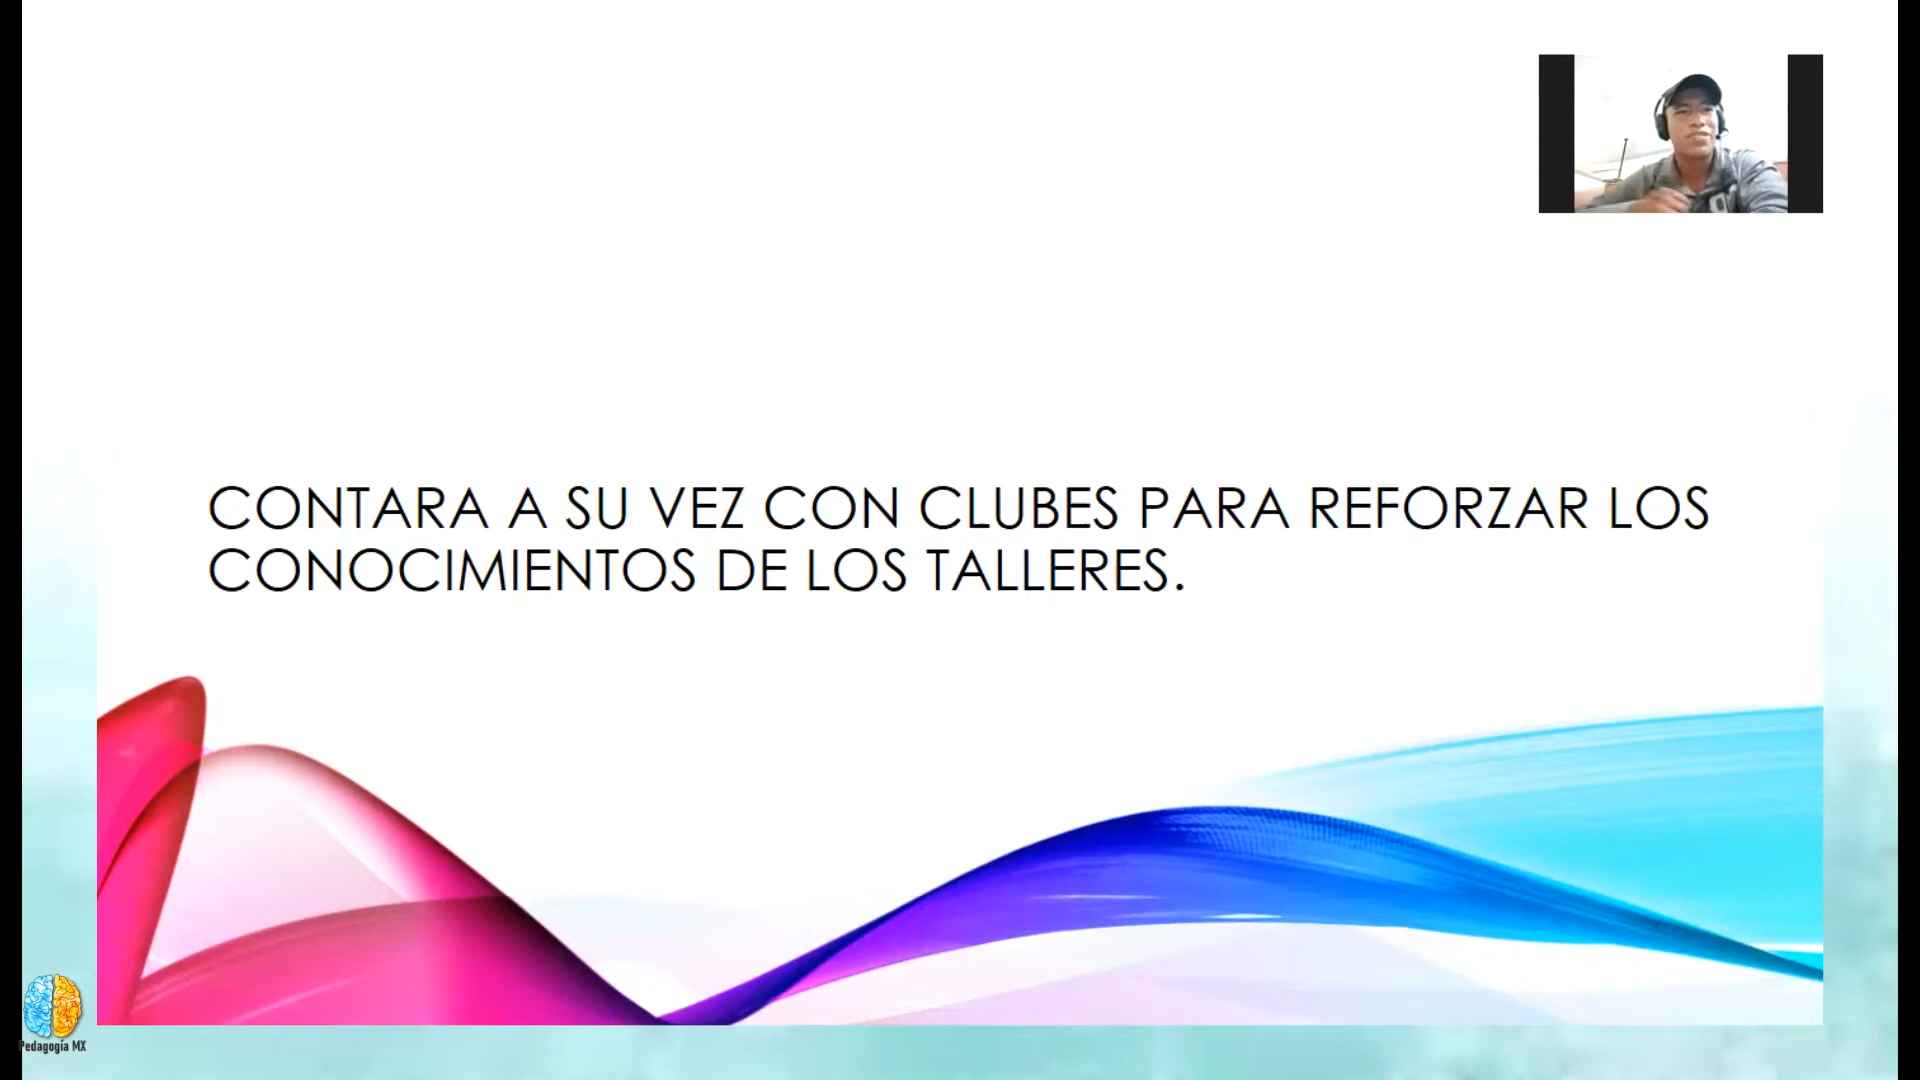 CONTARA A SU VEZ CON CLUBES PARA REFORZAR LOS
CONOCIMIENTOS DE LOS TALLERES.
Pedagogía MX